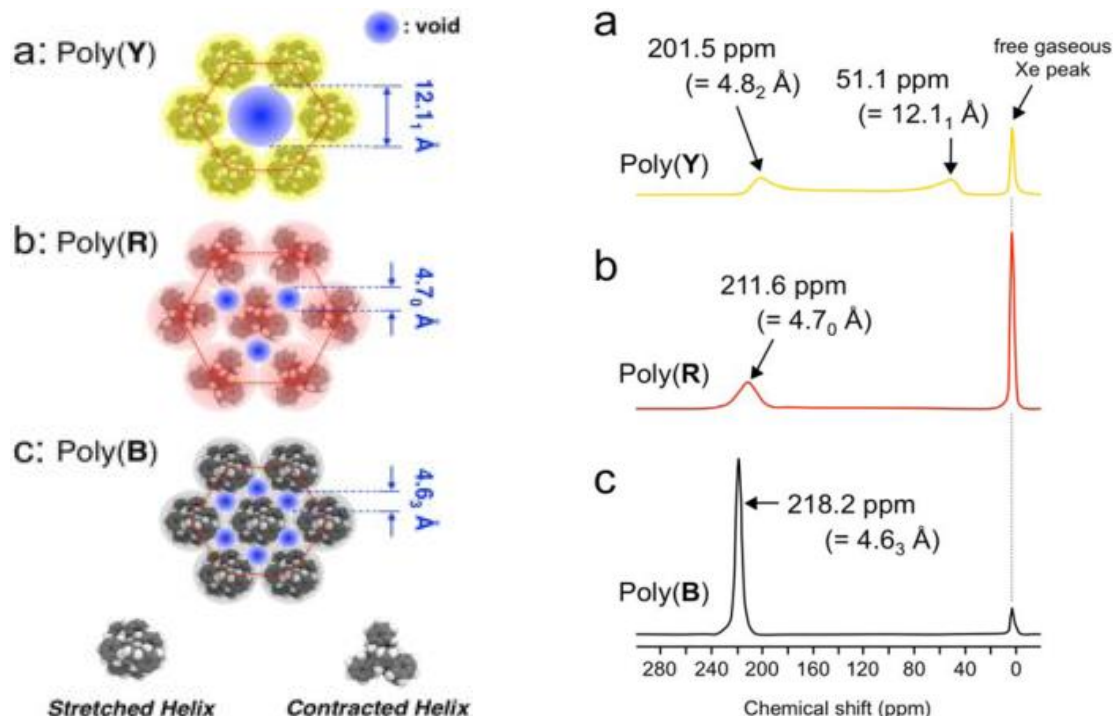 : void
a: Poly(Y)
12.1₁ Å
b: Poly(R)
4.7₀ Å
c: Poly(B)
4.6₃ Å
Stretched Helix
Contracted Helix
a
201.5 ppm
(= 4.8₂ Å)
51.1 ppm
(= 12.1₁ Å)
free gaseous
Xe peak
Poly(Y)
b
211.6 ppm
(= 4.7₀ Å)
Poly(R)
c
218.2 ppm
(= 4.6₃ Å)
Poly(B)
280 240 200 160 120 80 40 0
Chemical shift (ppm)